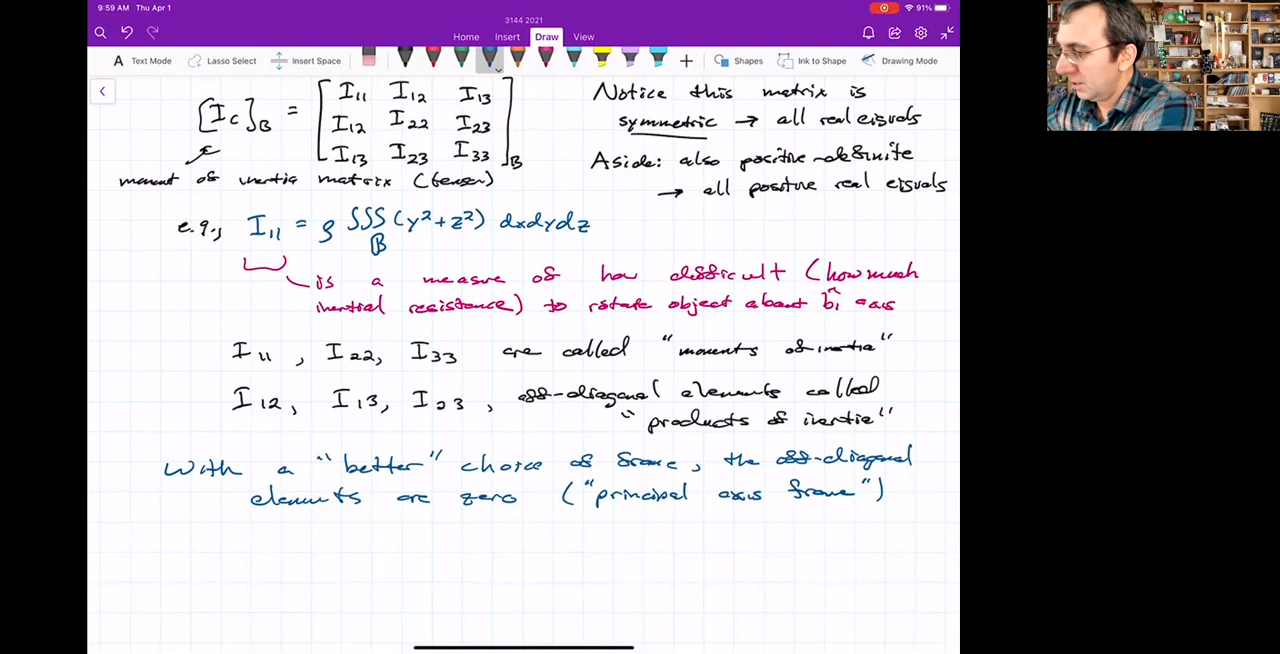 9:59 AM Thu Apr 1
91%
3144 2021
Home Insert Draw View
A Text Mode Lasso Select Insert Space Shapes Ink to Shape Drawing Mode
[I_C]_B = [ I₁₁ I₁₂ I₁₃
I₁₂ I₂₂ I₂₃
I₁₃ I₂₃ I₃₃ ]_B
moment of inertia matrix (tensor)
Notice this matrix is
symmetric → all real eigvals
Aside: also positive-definite
→ all positive real eigvals
e.g., I₁₁ = ρ ∫∫∫ (y² + z²) dxdydz
B
is a measure of how difficult (how much
inertial resistance) to rotate object about b̂₁ axis
I₁₁, I₂₂, I₃₃ are called "moments of inertia"
I₁₂, I₁₃, I₂₃, off-diagonal elements called
"products of inertia"
With a "better" choice of frame, the off-diagonal
elements are zero ("principal axis frame")